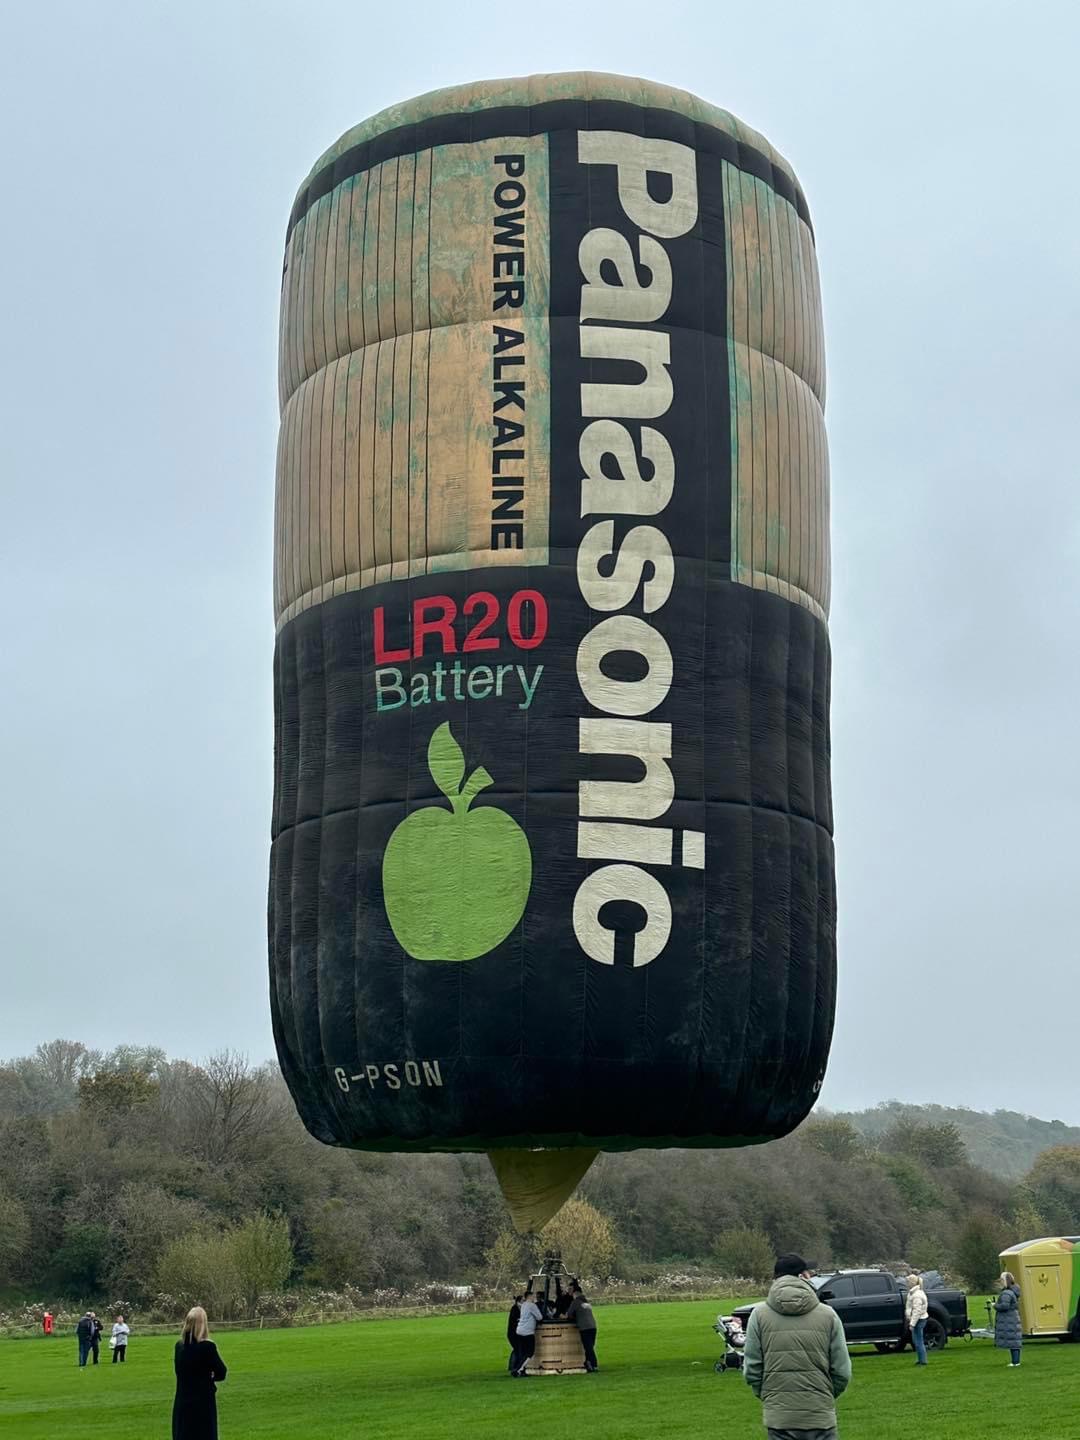 Panasonic
POWER ALKALINE
LR20
Battery
G-PSON